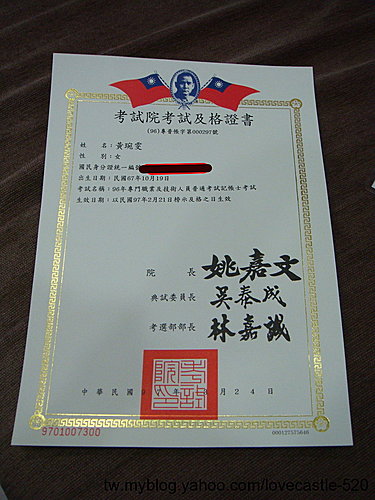 考試院考試及格證書
(96)專普帳字第000297號
姓名：黃琬雯
性別：女
國民身分證統一編號
出生日期：民國67年10月19日
考試名稱：96年專門職業及技術人員普通考試記帳士考試
生效日期：以民國97年2月21日榜示及格之日生效
院長 姚嘉文
典試委員長 吳泰成
考選部部長 林嘉誠
考試院印
中華民國9 月24日
9701007300
000127575646
tw.myblog.yahoo.com/lovecastle-520